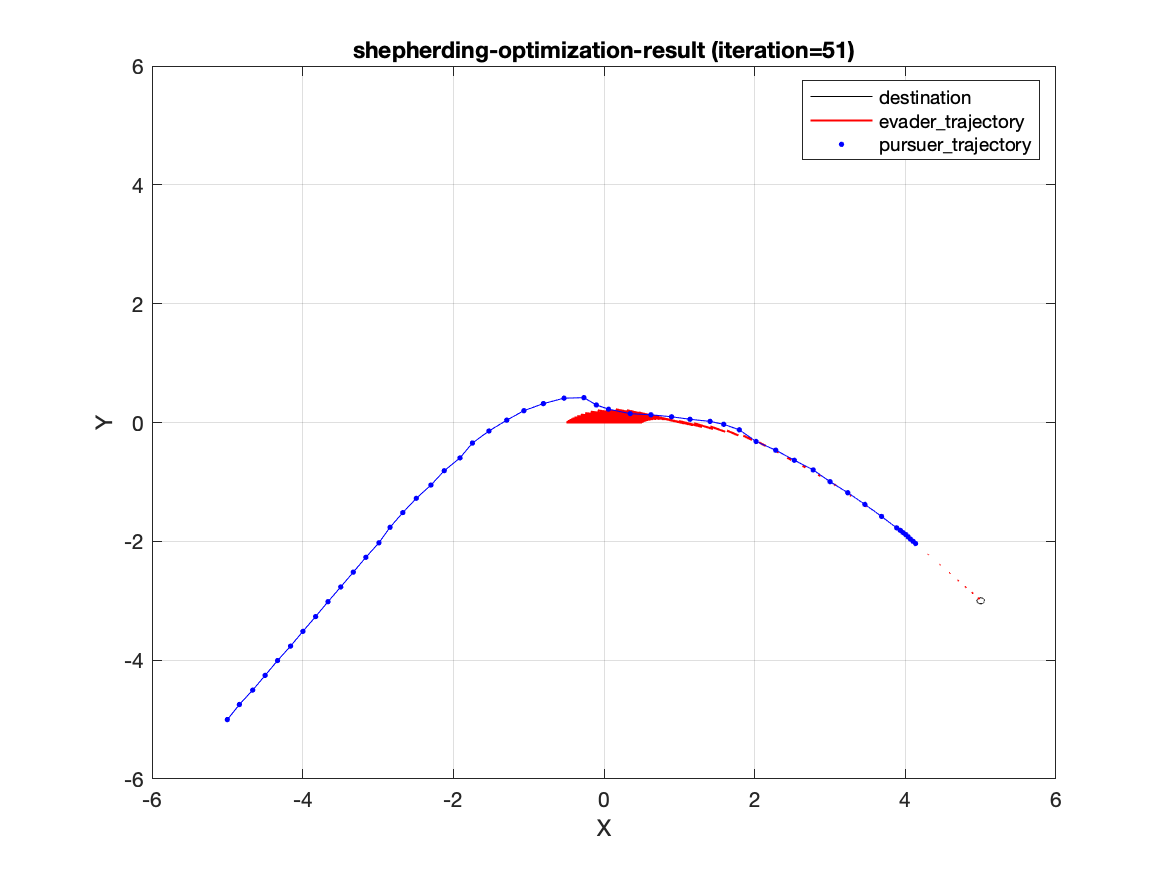 shepherding-optimization-result (iteration=51)
6
4
2
0
-2
-4
-6
Y
destination
evader_trajectory
pursuer_trajectory
-6
-4
-2
0
2
4
6
X